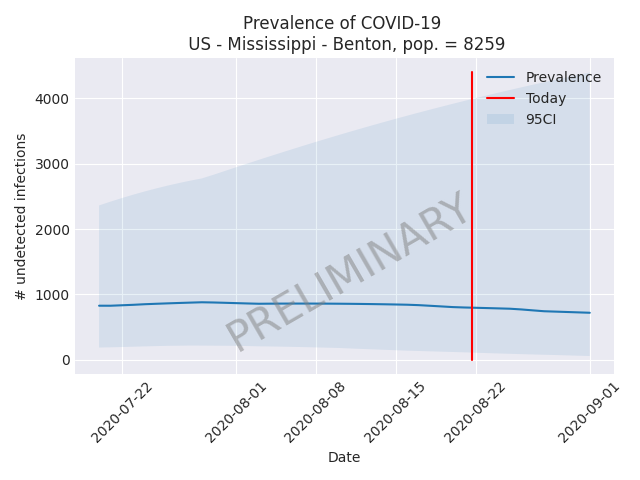 Prevalence of COVID-19
US - Mississippi - Benton, pop. = 8259
Prevalence
Today
95CI
# undetected infections
4000
3000
2000
1000
0
PRELIMINARY
2020-07-22
2020-08-01
2020-08-08
2020-08-15
2020-08-22
2020-09-01
Date